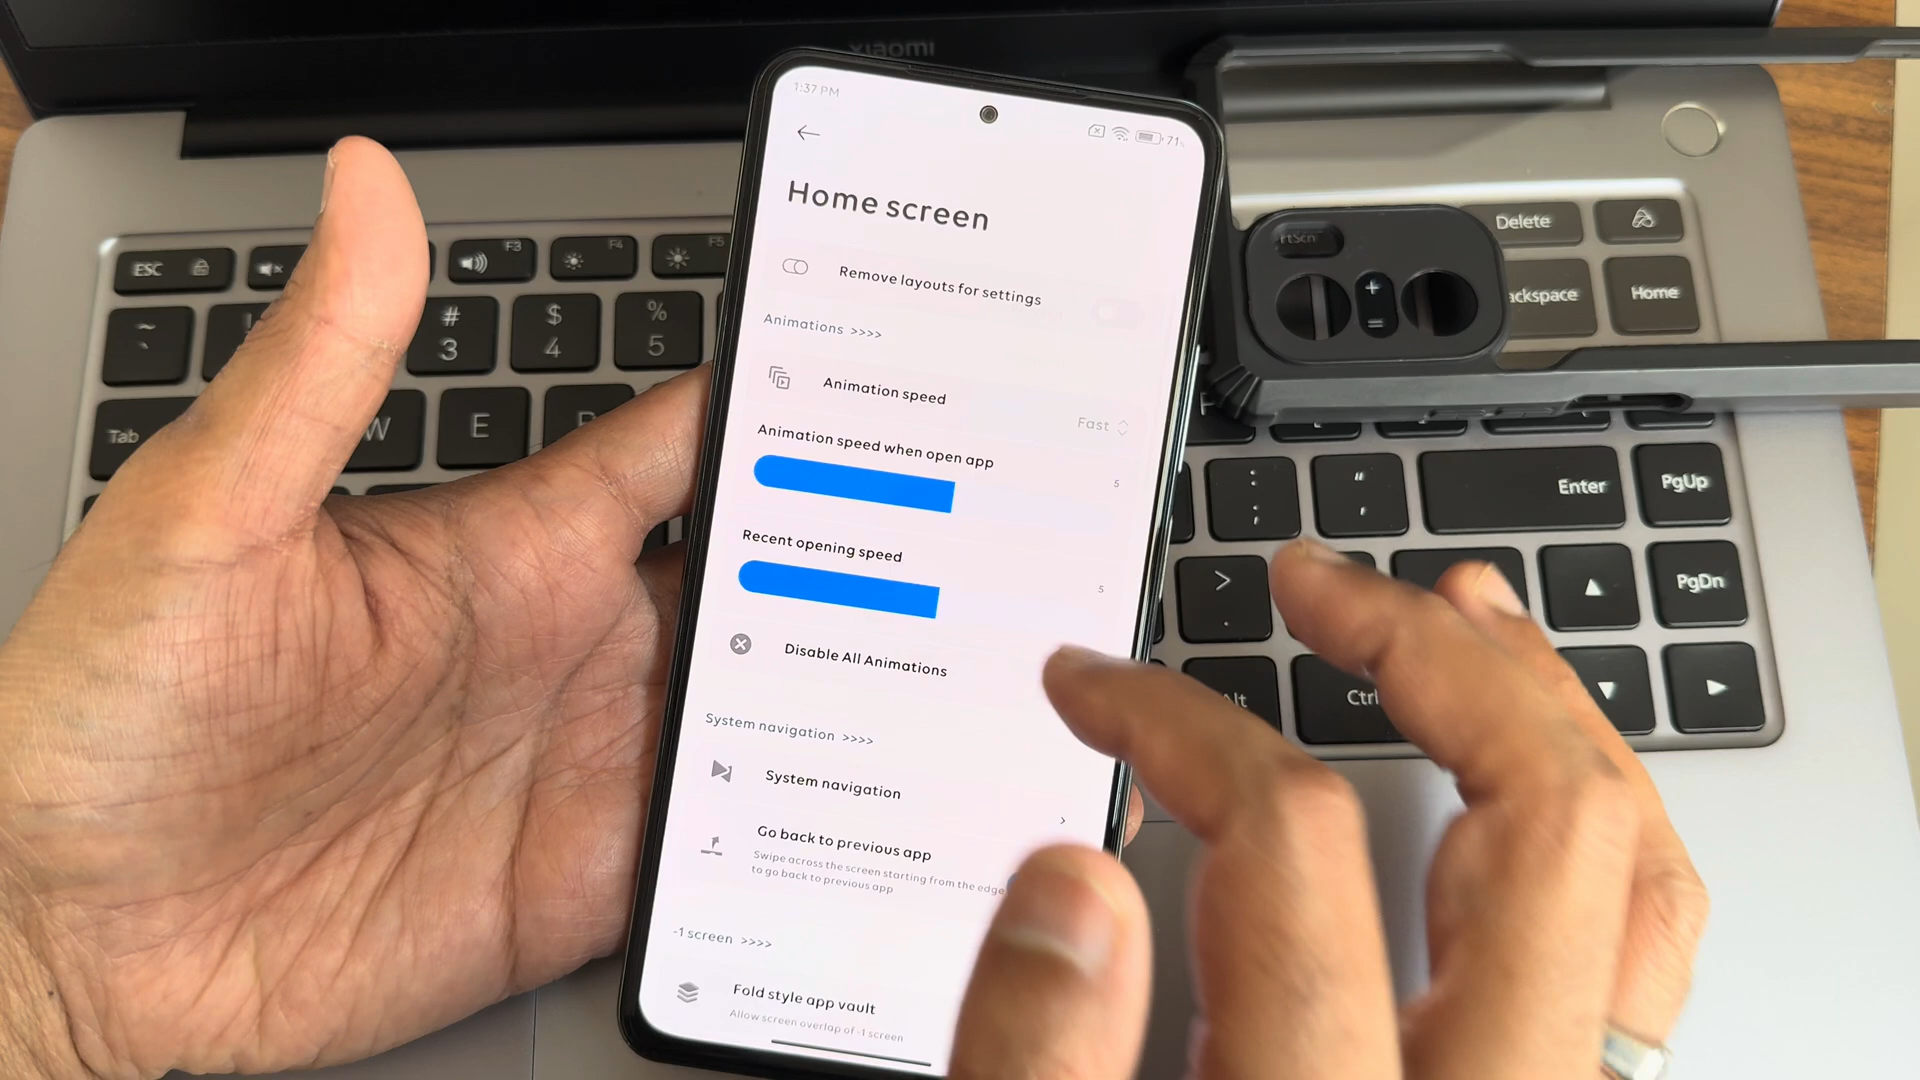 xiaomi
1:37 PM
71
Home screen
Remove layouts for settings
Animations >>>>
Animation speed
Fast
Animation speed when open app
5
Recent opening speed
5
Disable All Animations
System navigation >>>>
System navigation
Go back to previous app
Swipe across the screen starting from the edge
to go back to previous app
-1 screen >>>>
Fold style app vault
Allow screen overlap of -1 screen
ESC
F3
F4
F5
~
`
#
3
$
4
%
5
Tab
W
E
rtScn
Delete
+
=
ackspace
Home
:
;
"
'
Enter
PgUp
>
.
PgDn
Alt
Ctrl